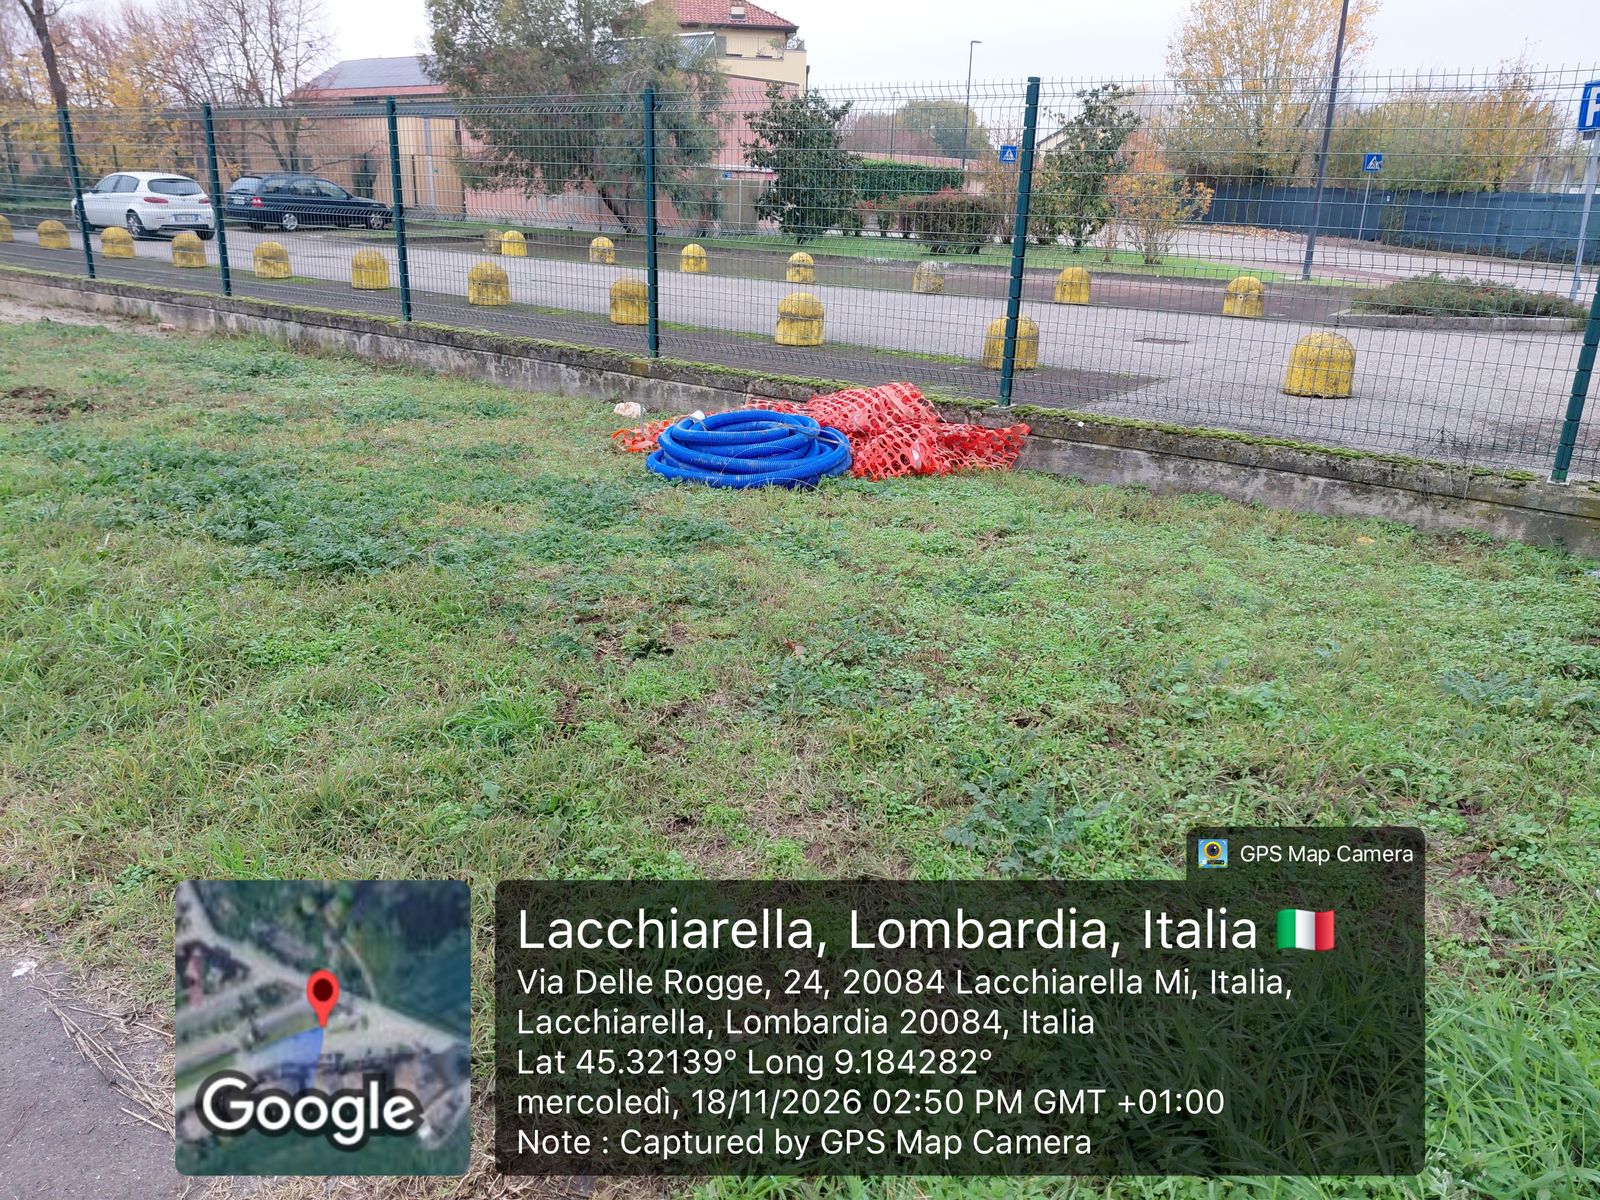 P
GPS Map Camera
Lacchiarella, Lombardia, Italia 🇮🇹
Via Delle Rogge, 24, 20084 Lacchiarella Mi, Italia,
Lacchiarella, Lombardia 20084, Italia
Lat 45.32139° Long 9.184282°
mercoledì, 18/11/2026 02:50 PM GMT +01:00
Note : Captured by GPS Map Camera
Google